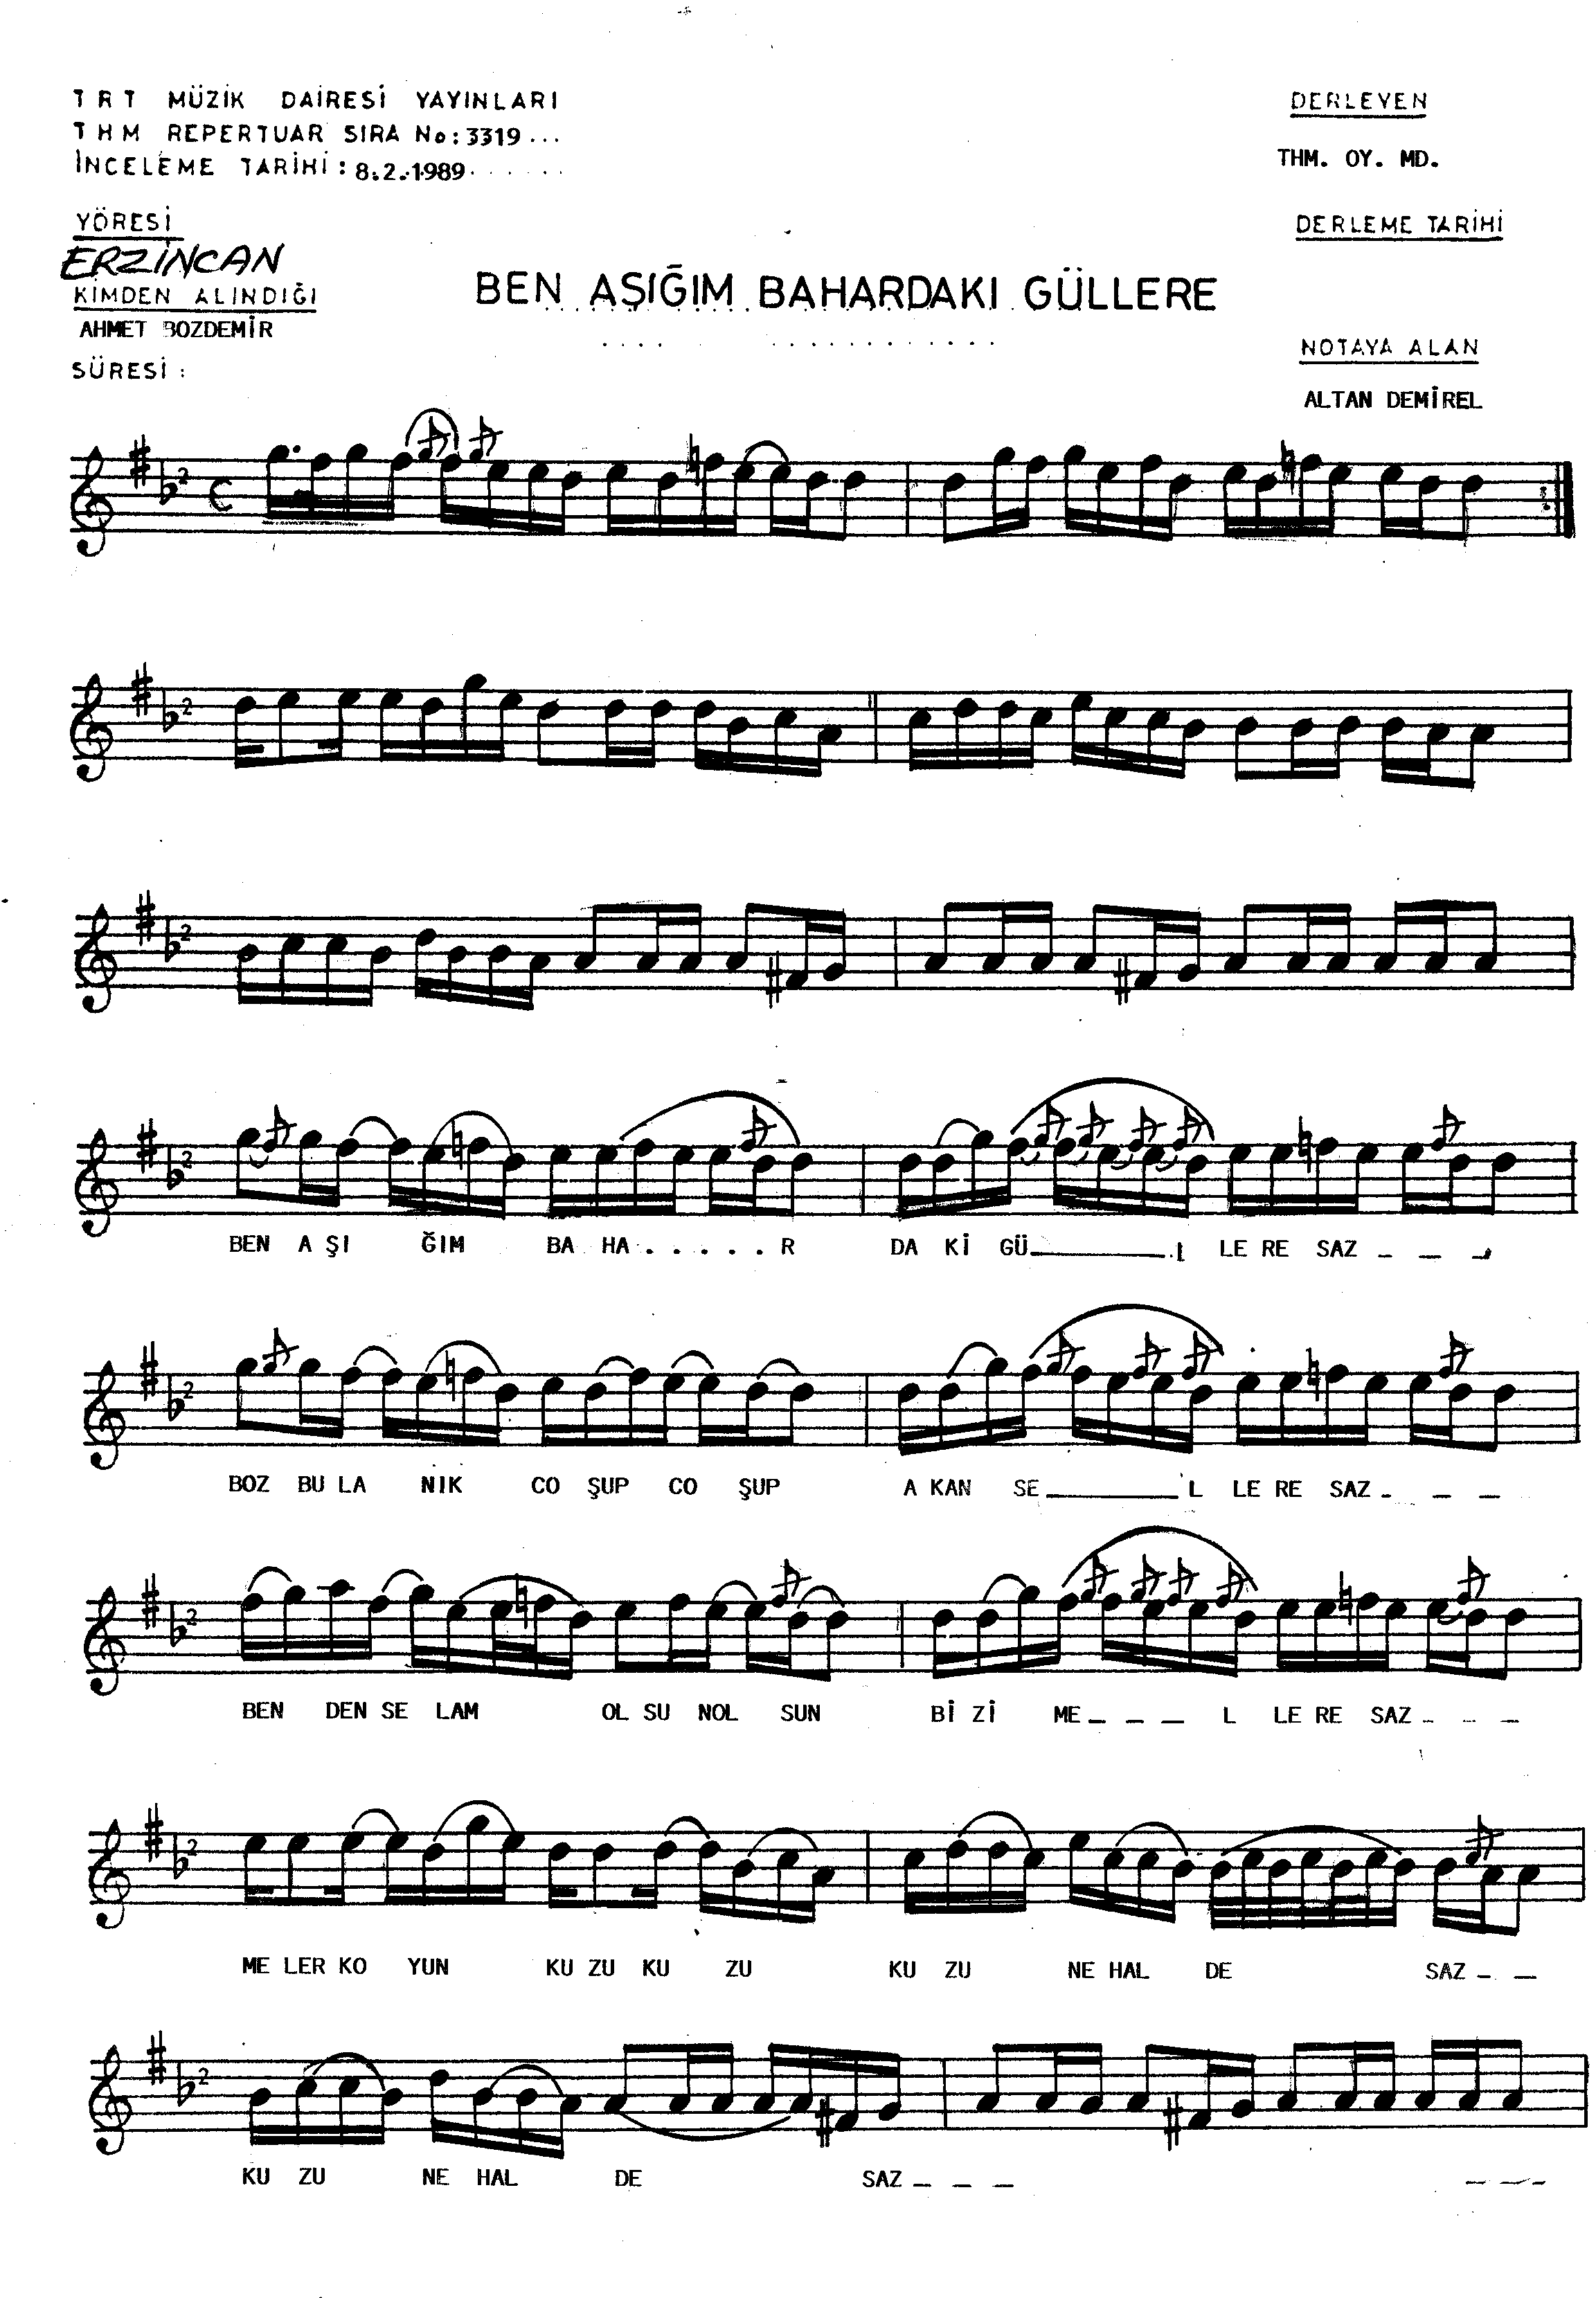 TRT MÜZİK DAİRESİ YAYINLARI
THM REPERTUAR SIRA No: 3319
İNCELEME TARİHİ: 8.2.1989
YÖRESİ
ERZİNCAN
KİMDEN ALINDIĞI
AHMET BOZDEMİR
SÜRESİ :
BEN AŞIĞIM BAHARDAKI GÜLLERE
DERLEYEN
THM. OY. MD.
DERLEME TARİHİ
NOTAYA ALAN
ALTAN DEMİREL
BEN A ŞI ĞIM BA HA . . . . . R DA Kİ GÜ______L LE RE SAZ _ _ _
BOZ BU LA NIK CO ŞUP CO ŞUP A KAN SE______L LE RE SAZ _ _ _
BEN DEN SE LAM OL SU NOL SUN Bİ Zİ ME _ _ _ L LE RE SAZ _ _ _
ME LER KO YUN KU ZU KU ZU KU ZU NE HAL DE SAZ _ _
KU ZU NE HAL DE SAZ _ _ _ _ _ _